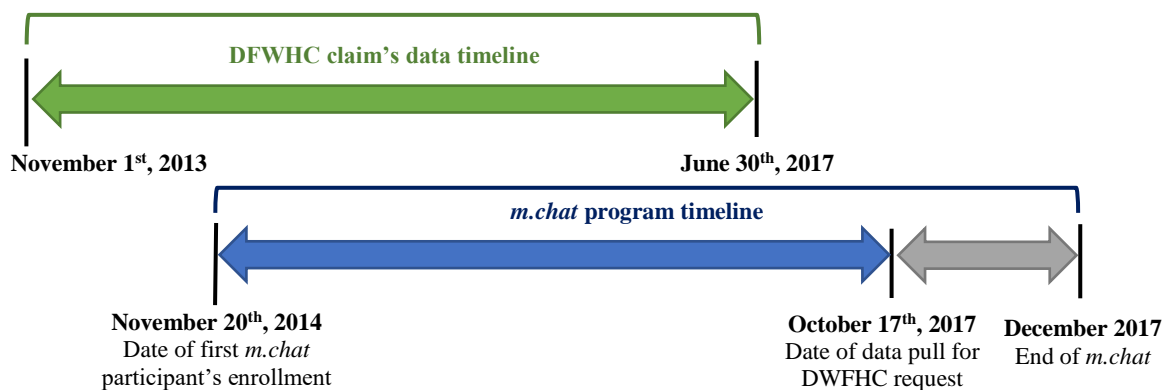 DFWHC claim's data timeline
November 1st, 2013
June 30th, 2017
m.chat program timeline
November 20th, 2014
Date of first m.chat
participant's enrollment
October 17th, 2017
Date of data pull for
DWFHC request
December 2017
End of m.chat